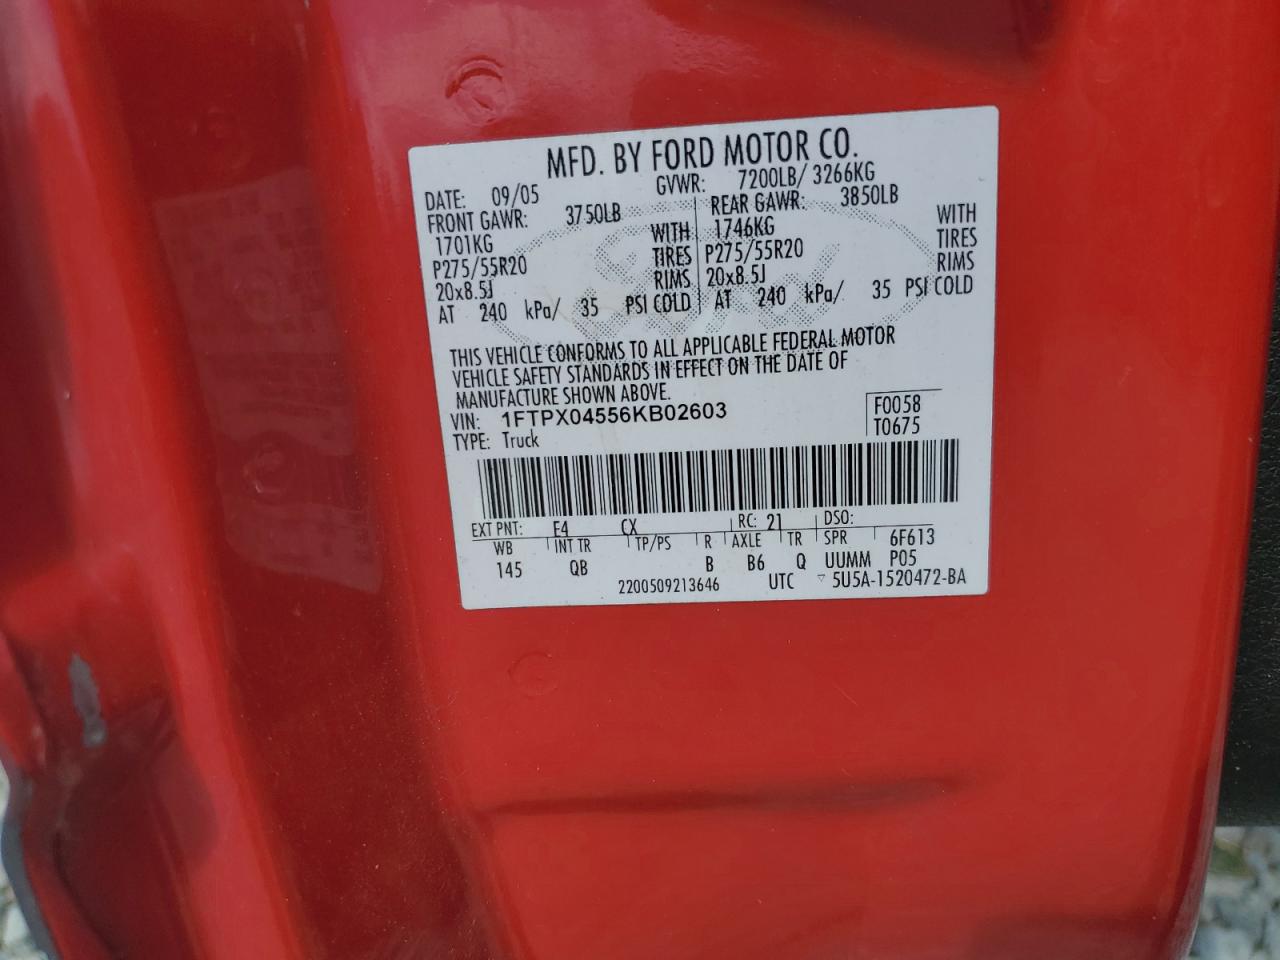 MFD. BY FORD MOTOR CO.
DATE: 09/05 GVWR: 7200LB/ 3266KG
FRONT GAWR: 3750LB REAR GAWR: 3850LB
1701KG WITH 1746KG WITH
P275/55R20 TIRES P275/55R20 TIRES
20x8.5J RIMS 20x8.5J RIMS
AT 240 kPa/ 35 PSI COLD AT 240 kPa/ 35 PSI COLD
THIS VEHICLE CONFORMS TO ALL APPLICABLE FEDERAL MOTOR
VEHICLE SAFETY STANDARDS IN EFFECT ON THE DATE OF
MANUFACTURE SHOWN ABOVE.
VIN: 1FTPX04556KB02603 F0058
TYPE: Truck T0675
EXT PNT: E4 CX RC: 21 DSO:
WB INT TR TP/PS R AXLE TR SPR 6F613
145 QB B B6 Q UUMM P05
2200509213646 UTC ▽ 5U5A-1520472-BA